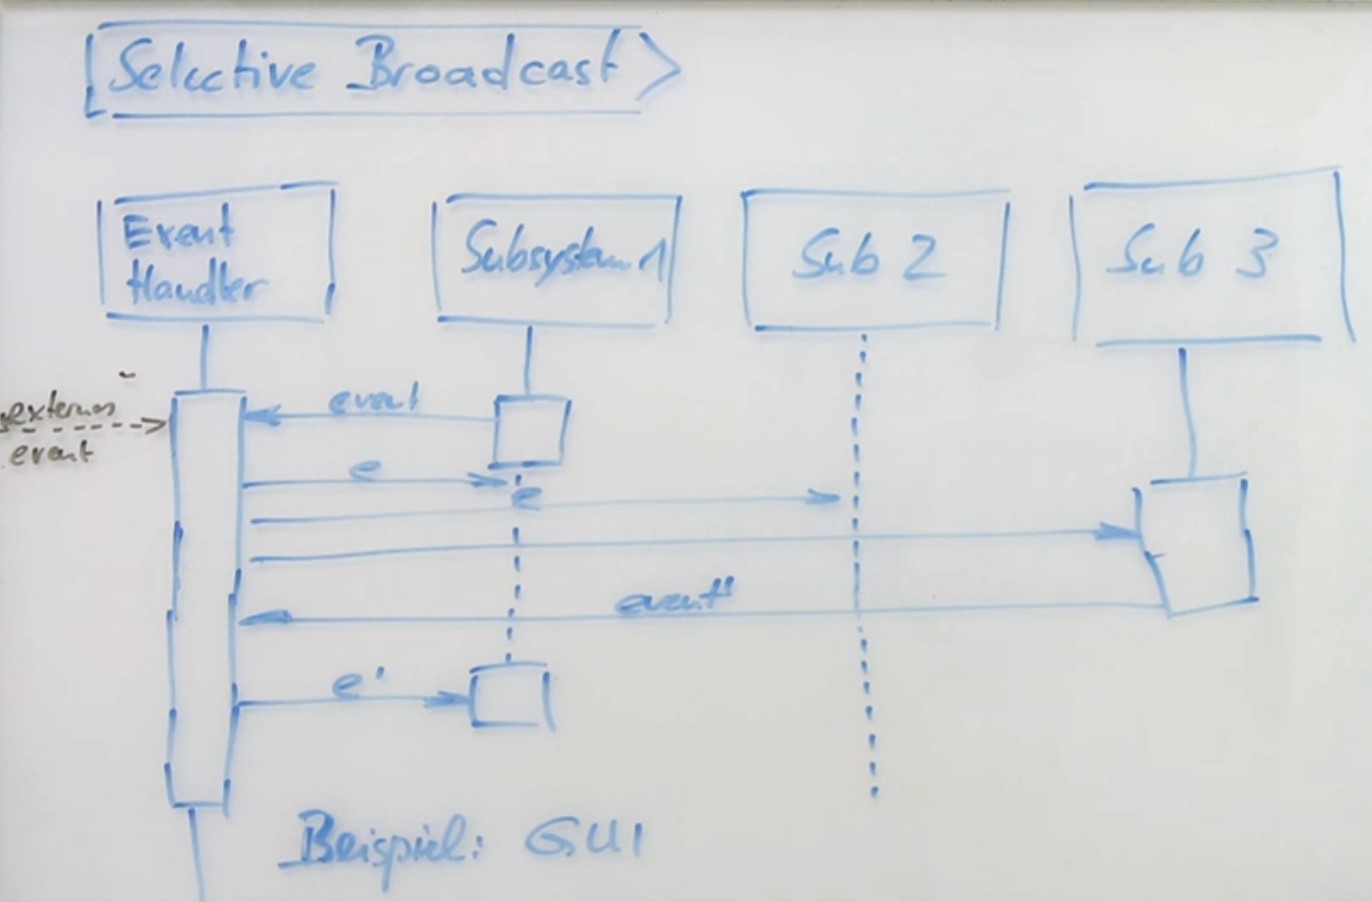 Selective Broadcast
Event
Handler
Subsystem 1
Sub 2
Sub 3
externes
event
event
e
e
event'
e'
Beispiel: GUI